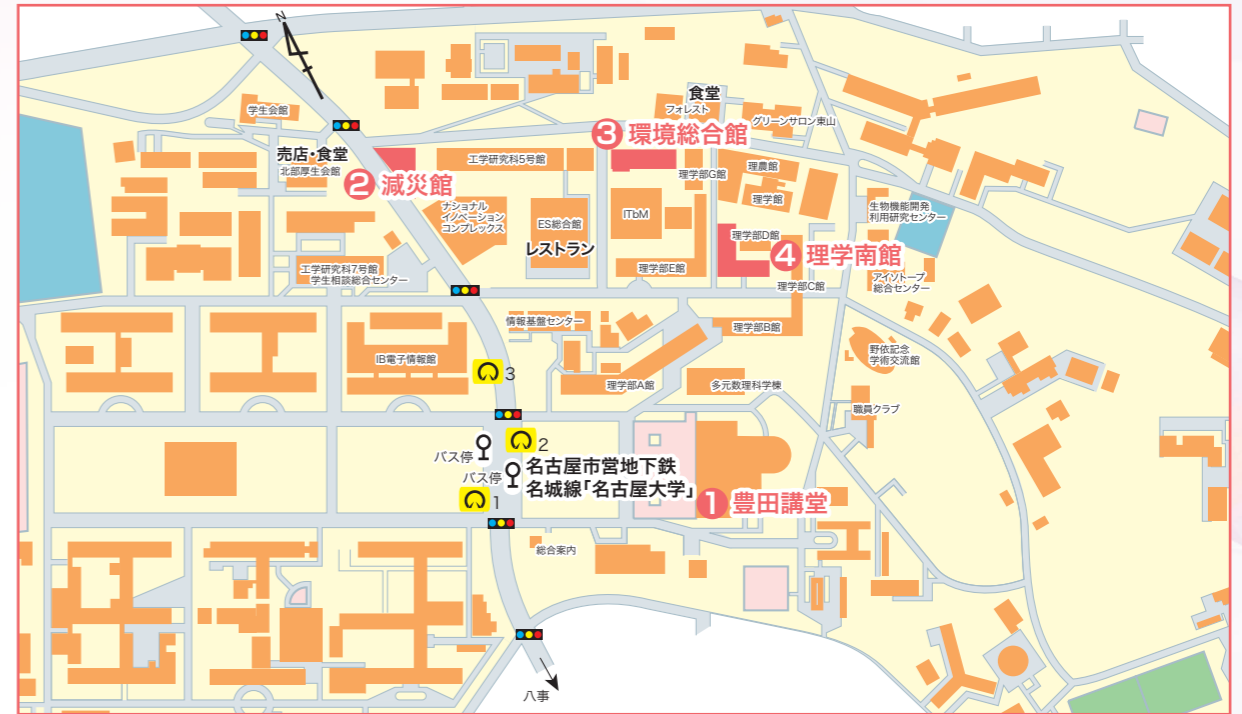 N
学生会館
売店・食堂
北部厚生会館
② 減災館
工学研究科5号館
③ 環境総合館
食堂
フォレスト
グリーンサロン東山
理学部G館
理農館
理学館
ナショナル
イノベーション
コンプレックス
ES総合館
レストラン
ITbM
理学部E館
理学部D館
④ 理学南館
理学部C館
生物機能開発
利用研究センター
アイソトープ
総合センター
工学研究科7号館
学生相談総合センター
情報基盤センター
理学部B館
IB電子情報館
3
理学部A館
多元数理科学棟
野依記念
学術交流館
職員クラブ
バス停
2
バス停
1
名古屋市営地下鉄
名城線「名古屋大学」
① 豊田講堂
総合案内
八事